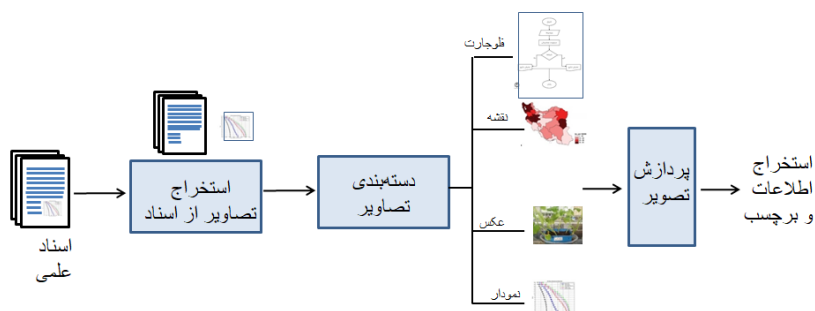 اسناد
علمی
استخراج
تصاویر از اسناد
دسته‌بندی
تصاویر
فلوچارت
نقشه
عکس
نمودار
پردازش
تصویر
استخراج
اطلاعات
و برچسب